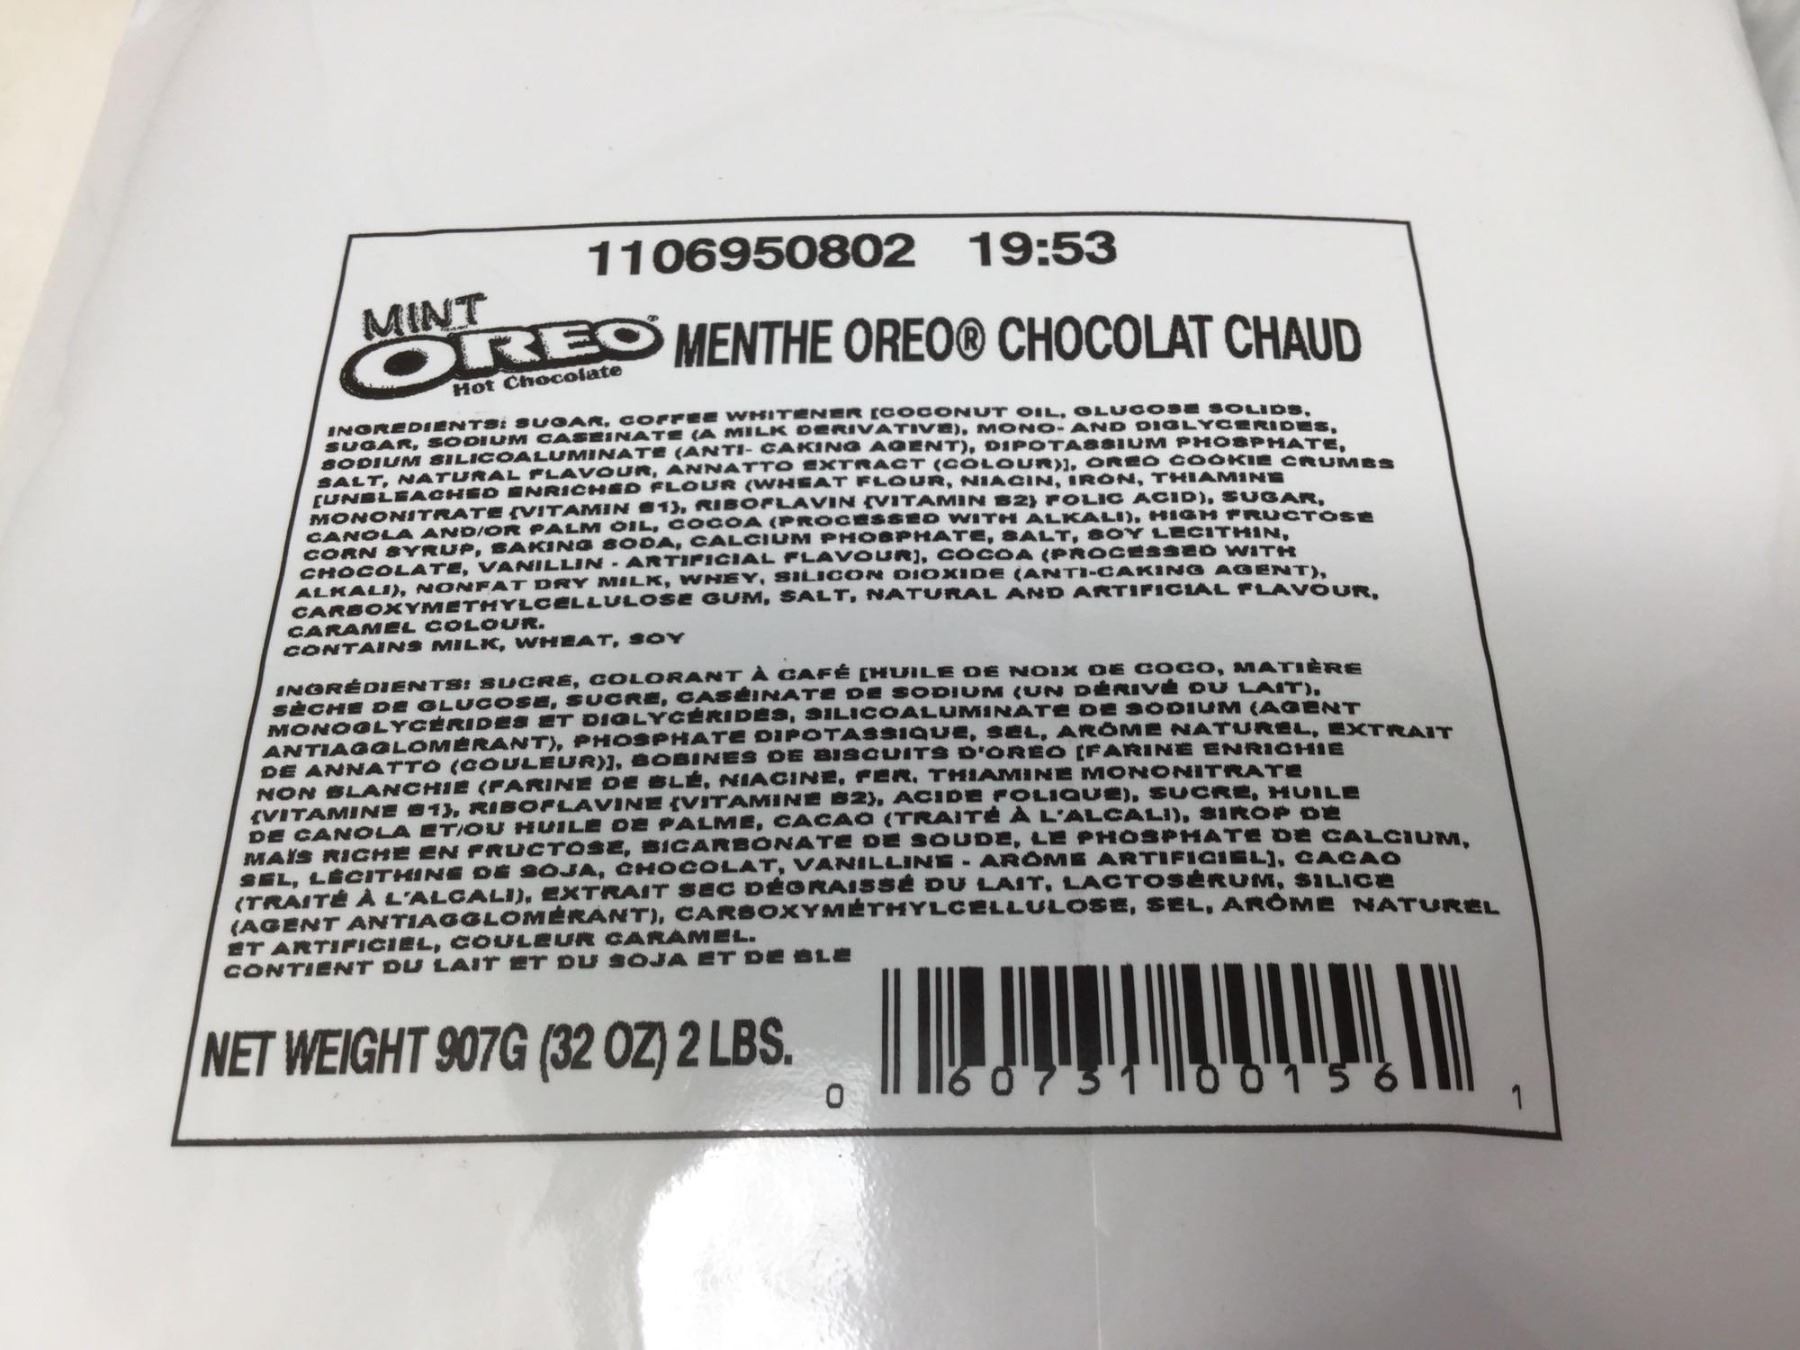 1106950802 19:53
MINT
OREO
Hot Chocolate
MENTHE OREO® CHOCOLAT CHAUD
INGREDIENTS: SUGAR, COFFEE WHITENER [COCONUT OIL, GLUCOSE SOLIDS,
SUGAR, SODIUM CASEINATE (A MILK DERIVATIVE), MONO- AND DIGLYCERIDES,
SODIUM SILICOALUMINATE (ANTI- CAKING AGENT), DIPOTASSIUM PHOSPHATE,
SALT, NATURAL FLAVOUR, ANNATTO EXTRACT (COLOUR)], OREO COOKIE CRUMBS
[UNBLEACHED ENRICHED FLOUR (WHEAT FLOUR, NIACIN, IRON, THIAMINE
MONONITRATE {VITAMIN B1}, RIBOFLAVIN {VITAMIN B2} FOLIC ACID), SUGAR,
CANOLA AND/OR PALM OIL, COCOA (PROCESSED WITH ALKALI), HIGH FRUCTOSE
CORN SYRUP, BAKING SODA, CALCIUM PHOSPHATE, SALT, SOY LECITHIN,
CHOCOLATE, VANILLIN - ARTIFICIAL FLAVOUR], COCOA (PROCESSED WITH
ALKALI), NONFAT DRY MILK, WHEY, SILICON DIOXIDE (ANTI-CAKING AGENT),
CARBOXYMETHYLCELLULOSE GUM, SALT, NATURAL AND ARTIFICIAL FLAVOUR,
CARAMEL COLOUR.
CONTAINS MILK, WHEAT, SOY
INGRÉDIENTS: SUCRE, COLORANT À CAFÉ [HUILE DE NOIX DE COCO, MATIÈRE
SÈCHE DE GLUCOSE, SUCRE, CASÉINATE DE SODIUM (UN DÉRIVÉ DU LAIT),
MONOGLYCÉRIDES ET DIGLYCÉRIDES, SILICOALUMINATE DE SODIUM (AGENT
ANTIAGGLOMÉRANT), PHOSPHATE DIPOTASSIQUE, SEL, ARÔME NATUREL, EXTRAIT
DE ANNATTO (COULEUR)], BOBINES DE BISCUITS D'OREO [FARINE ENRICHIE
NON BLANCHIE (FARINE DE BLÉ, NIACINE, FER, THIAMINE MONONITRATE
{VITAMINE B1}, RIBOFLAVINE {VITAMINE B2}, ACIDE FOLIQUE), SUCRE, HUILE
DE CANOLA ET/OU HUILE DE PALME, CACAO (TRAITÉ À L'ALCALI), SIROP DE
MAÏS RICHE EN FRUCTOSE, BICARBONATE DE SOUDE, LE PHOSPHATE DE CALCIUM,
SEL, LÉCITHINE DE SOJA, CHOCOLAT, VANILLINE - ARÔME ARTIFICIEL], CACAO
(TRAITÉ À L'ALCALI), EXTRAIT SEC DÉGRAISSÉ DU LAIT, LACTOSÉRUM, SILICE
(AGENT ANTIAGGLOMÉRANT), CARBOXYMÉTHYLCELLULOSE, SEL, ARÔME NATUREL
ET ARTIFICIEL, COULEUR CARAMEL.
CONTIENT DU LAIT ET DU SOJA ET DE BLE
NET WEIGHT 907G (32 OZ) 2 LBS.
0 60731 00156 1